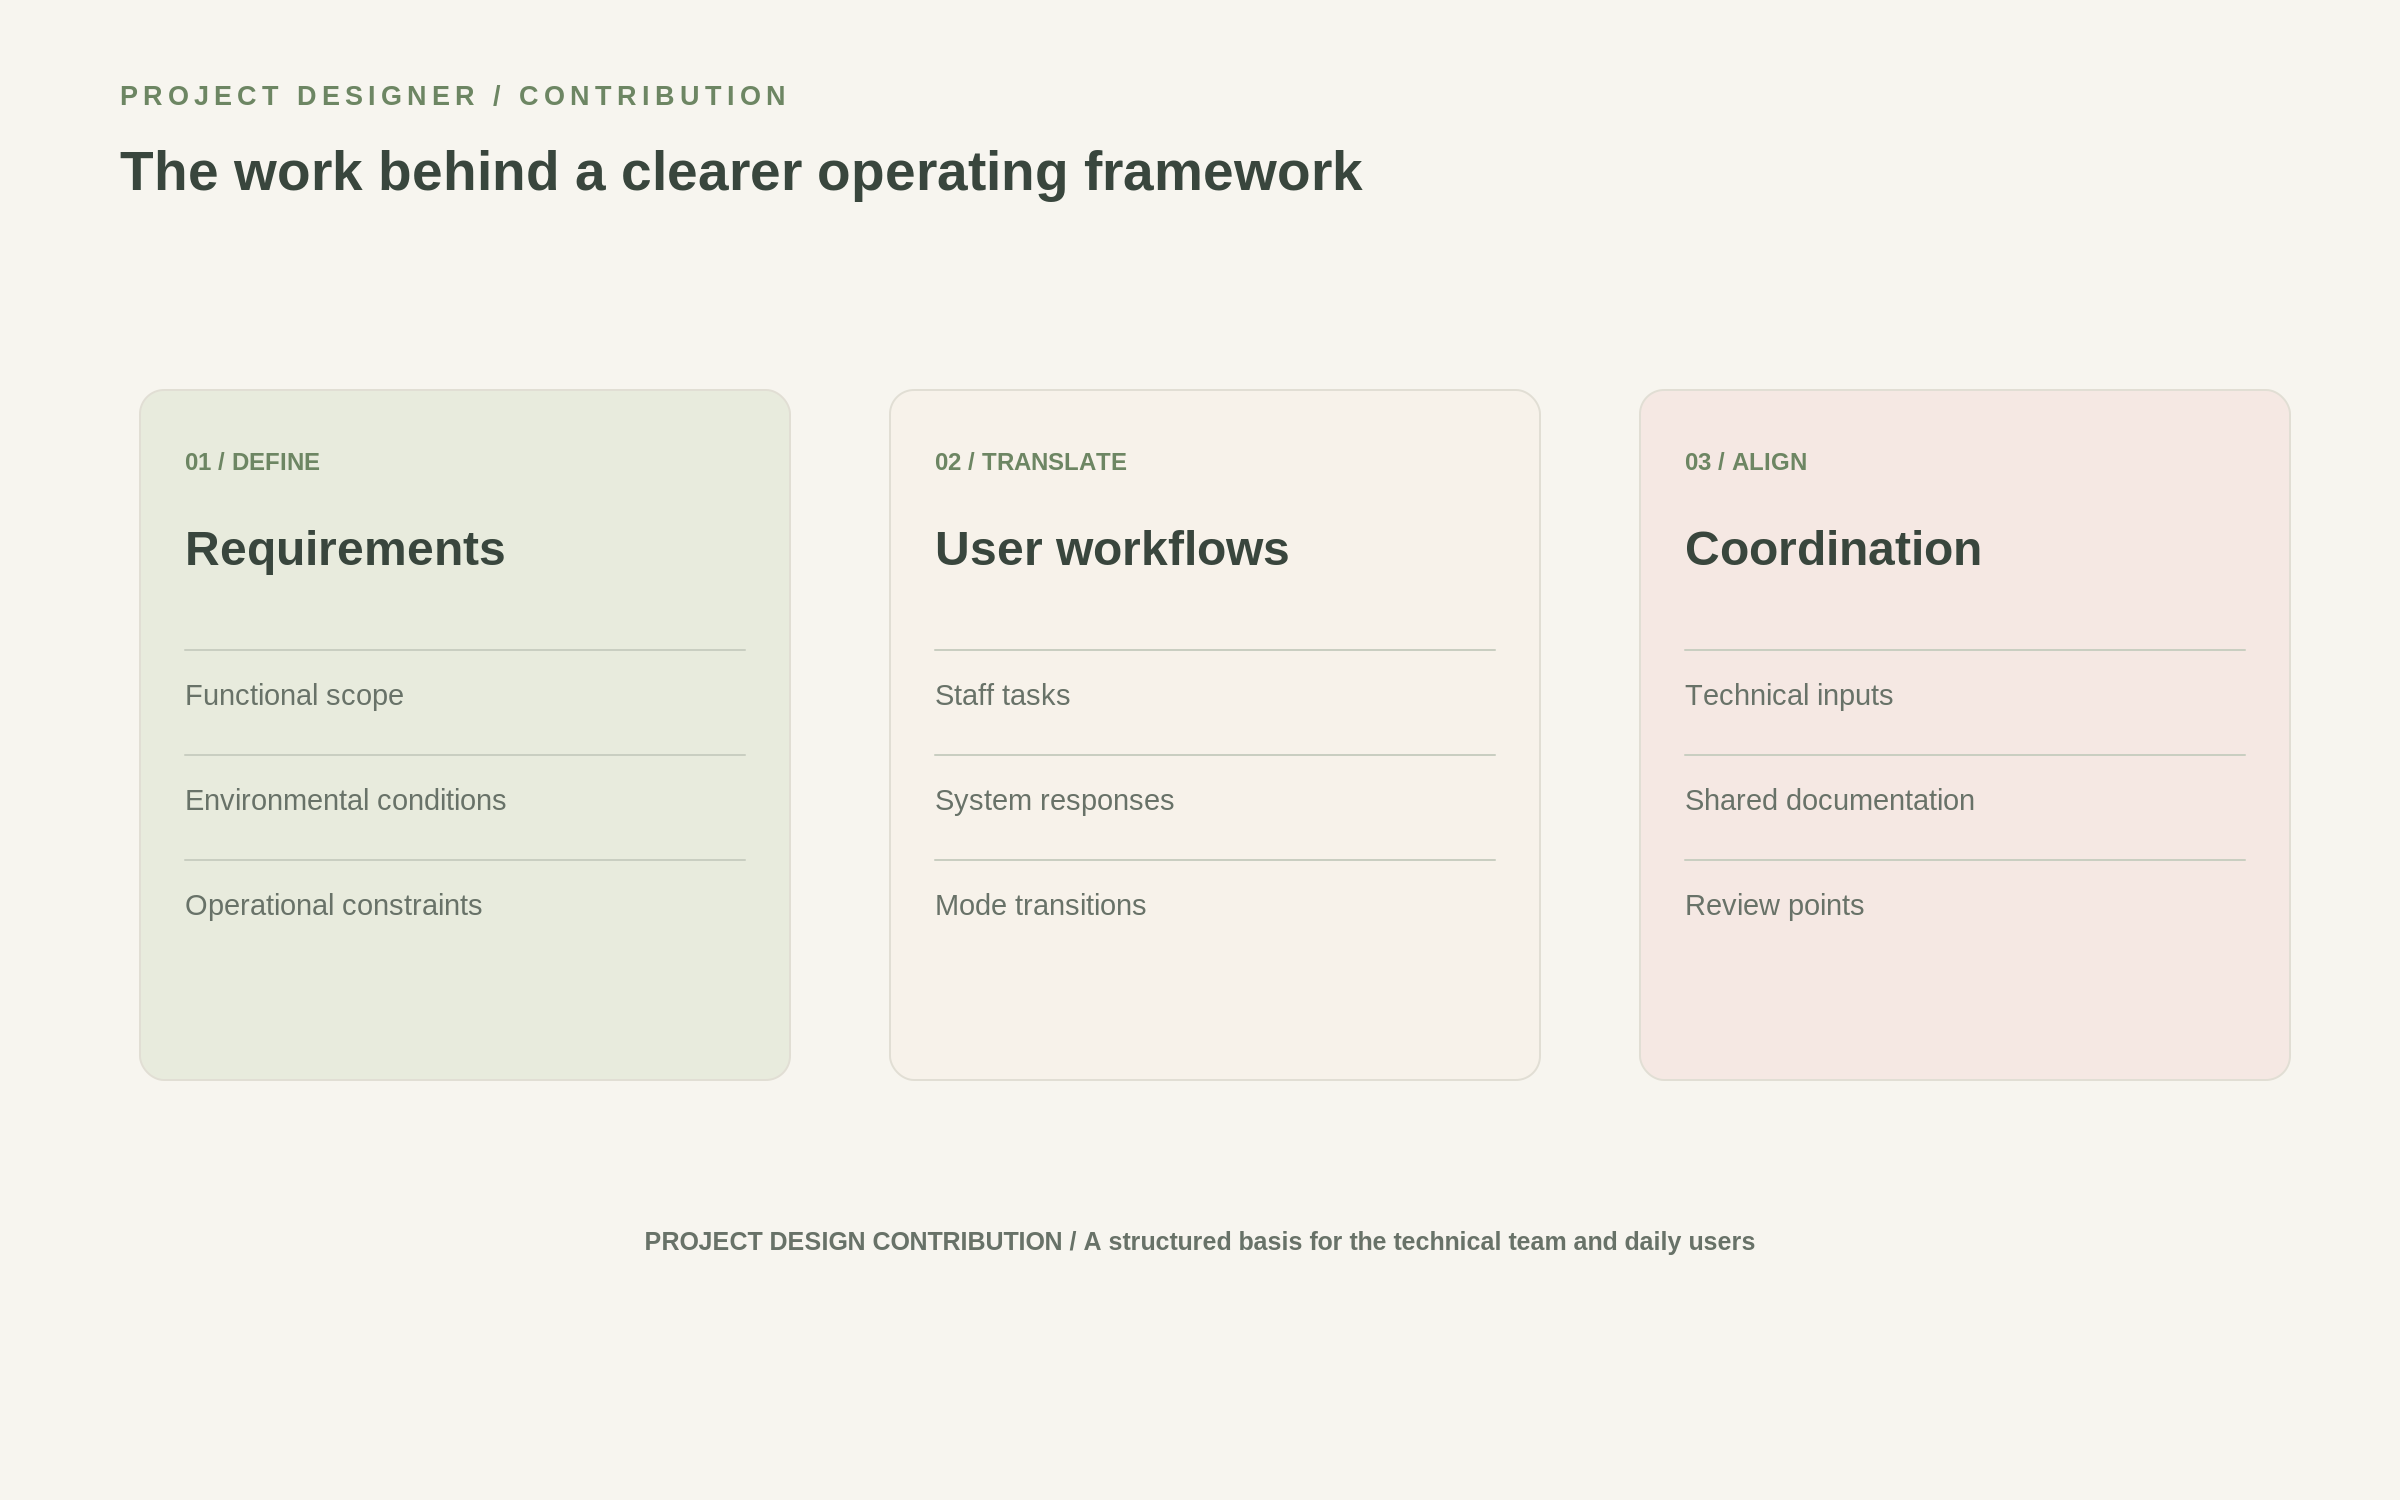 PROJECT DESIGNER / CONTRIBUTION
The work behind a clearer operating framework
01 / DEFINE
Requirements
Functional scope
Environmental conditions
Operational constraints
02 / TRANSLATE
User workflows
Staff tasks
System responses
Mode transitions
03 / ALIGN
Coordination
Technical inputs
Shared documentation
Review points
PROJECT DESIGN CONTRIBUTION / A structured basis for the technical team and daily users